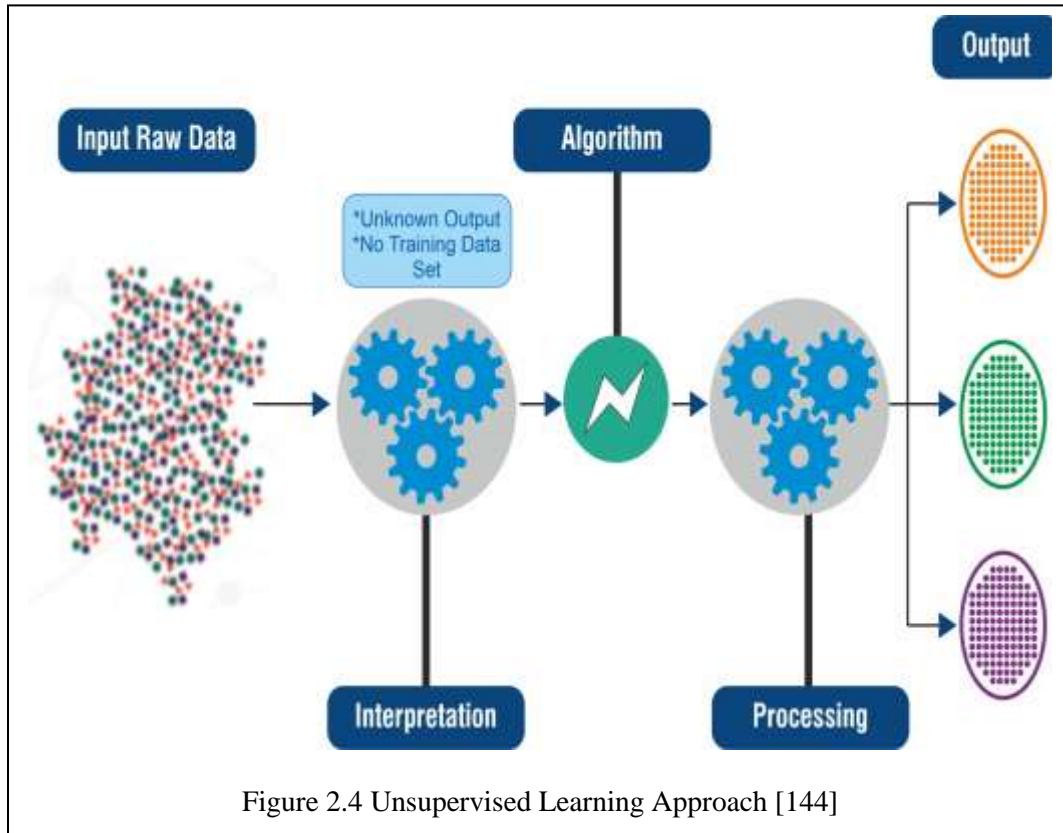 Output
Input Raw Data
Algorithm
*Unknown Output
*No Training Data
Set
Interpretation
Processing
Figure 2.4 Unsupervised Learning Approach [144]